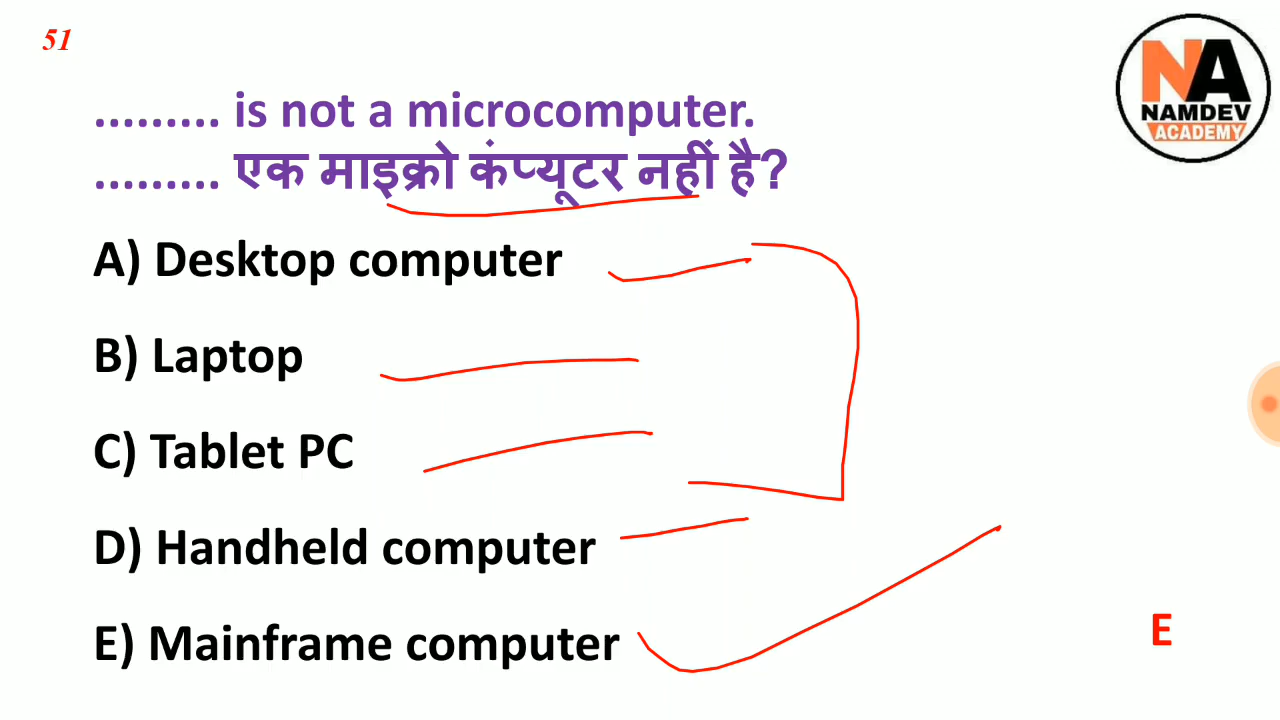 51
NAMDEV
ACADEMY
......... is not a microcomputer.
......... एक माइक्रो कंप्यूटर नहीं है?
A) Desktop computer
B) Laptop
C) Tablet PC
D) Handheld computer
E) Mainframe computer
E